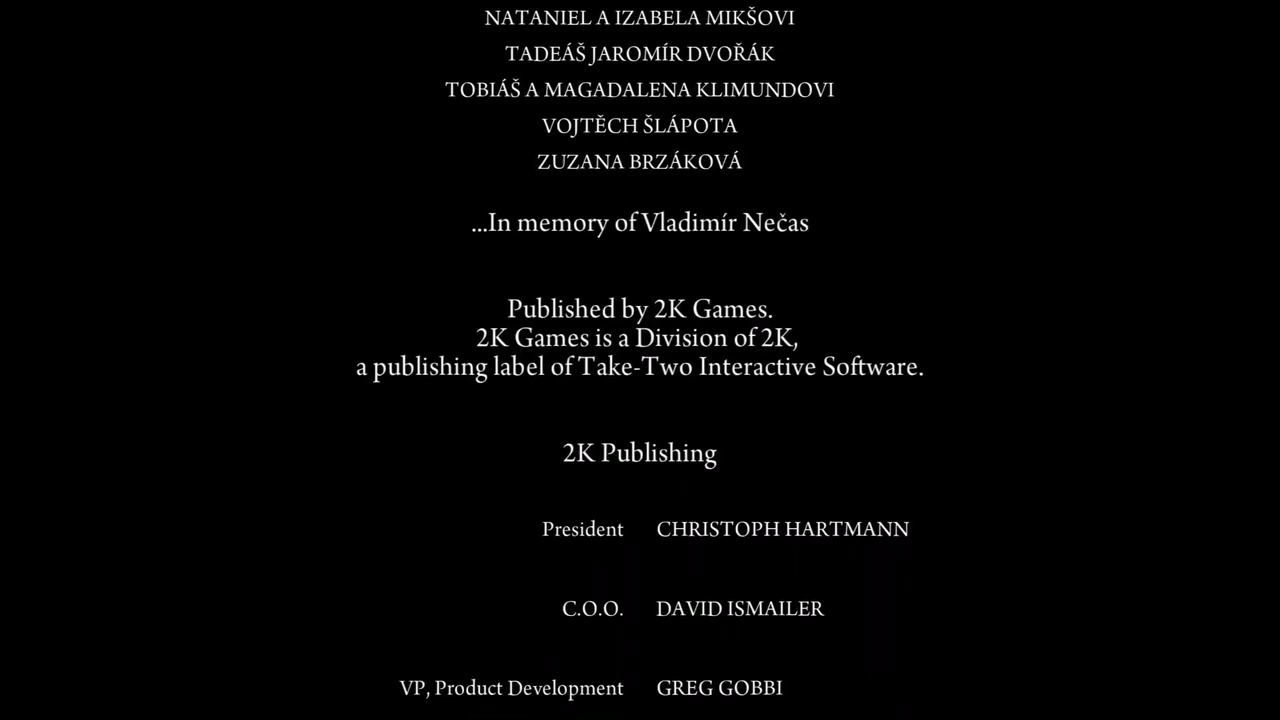 NATANIEL A IZABELA MIKŠOVI
TADEÁŠ JAROMÍR DVOŘÁK
TOBIÁŠ A MAGADALENA KLIMUNDOVI
VOJTĚCH ŠLÁPOTA
ZUZANA BRZÁKOVÁ
...In memory of Vladimír Nečas
Published by 2K Games.
2K Games is a Division of 2K,
a publishing label of Take-Two Interactive Software.
2K Publishing
President CHRISTOPH HARTMANN
C.O.O. DAVID ISMAILER
VP, Product Development GREG GOBBI